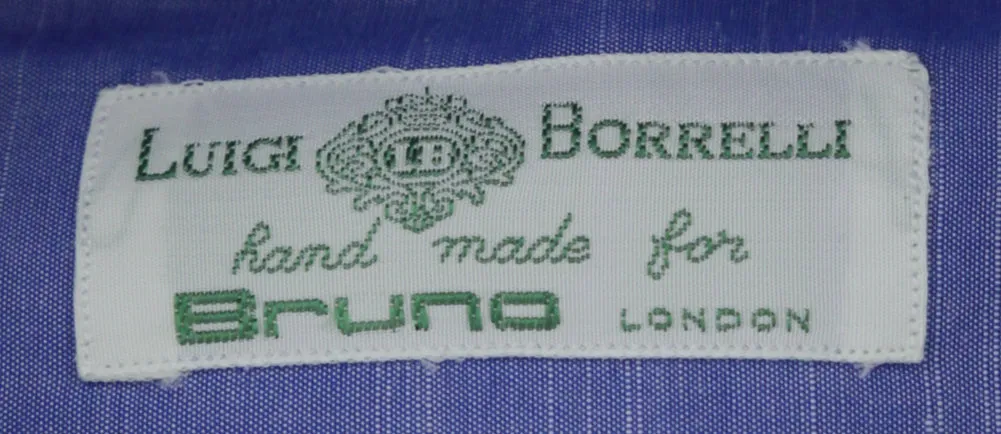 LUIGI LB BORRELLI
hand made for
Bruno LONDON